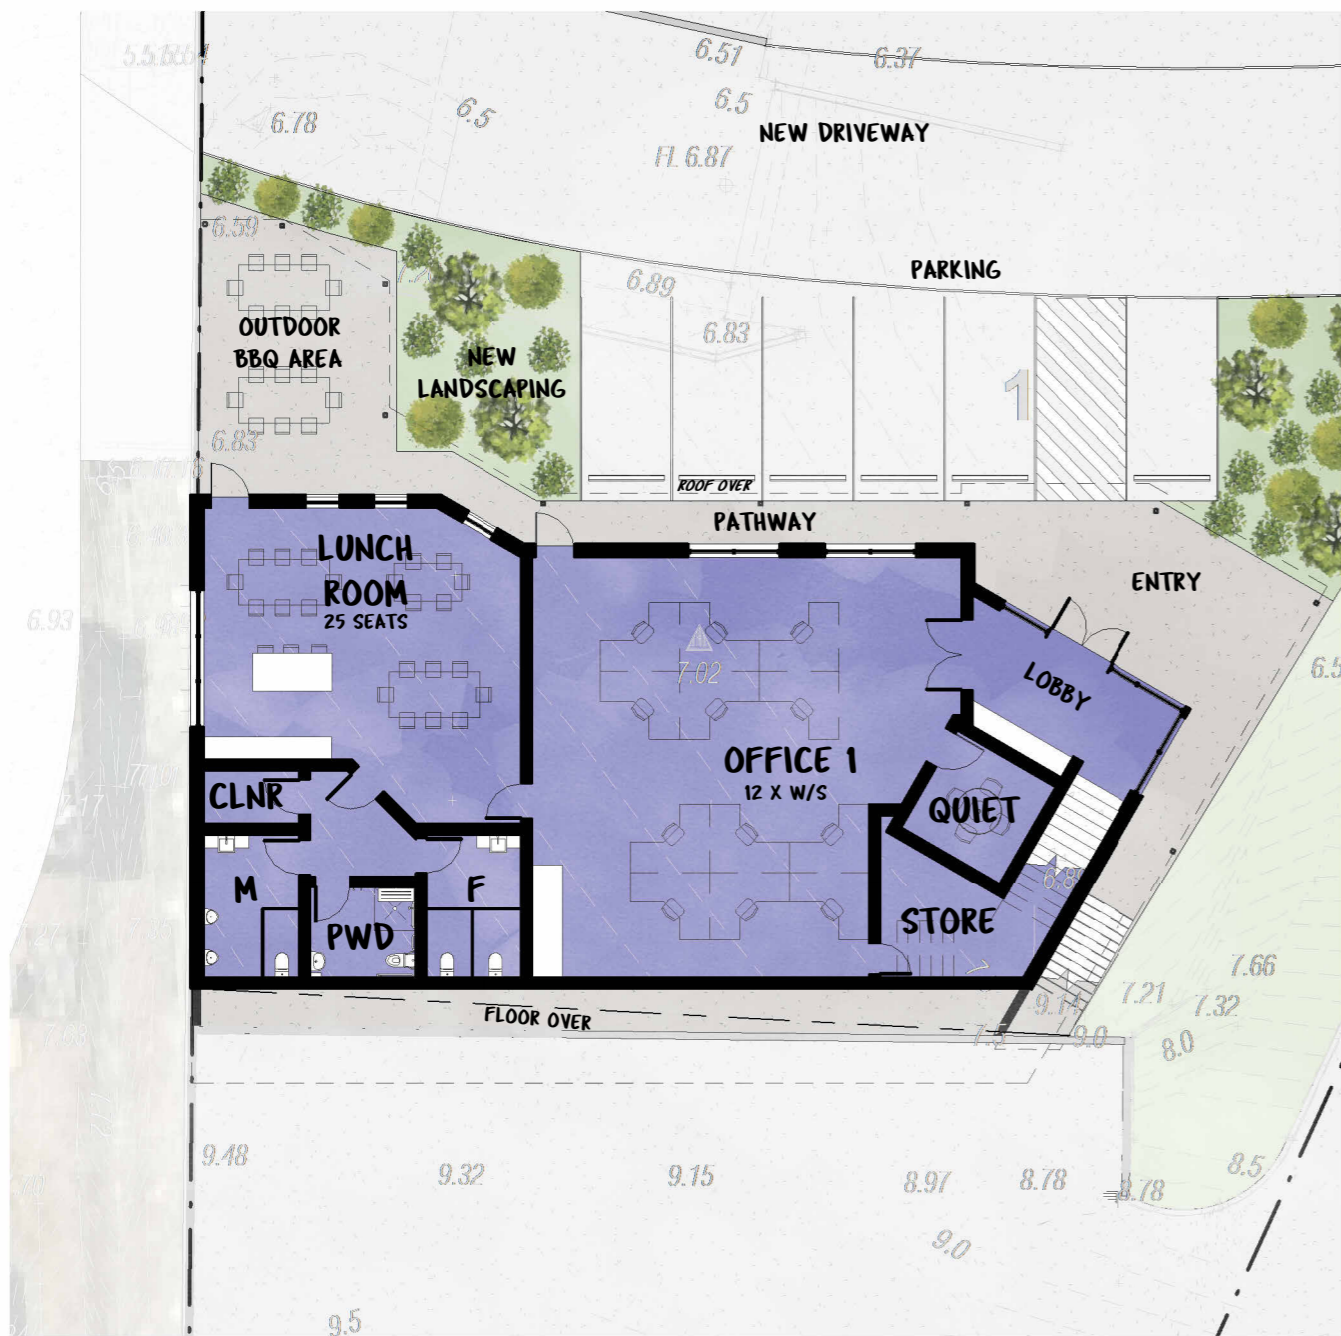 6.51
6.37
6.5
6.5
6.78
NEW DRIVEWAY
FL 6.87
6.59
PARKING
6.89
6.83
OUTDOOR
BBQ AREA
NEW
LANDSCAPING
1
6.83
ROOF OVER
PATHWAY
LUNCH
ROOM
25 SEATS
ENTRY
6.93
7.02
LOBBY
OFFICE 1
12 X W/S
CLNR
QUIET
M
F
PWD
STORE
7.66
7.21
7.32
9.14
FLOOR OVER
9.0
8.0
9.48
9.32
9.15
8.97
8.78
8.78
8.5
9.0
9.5